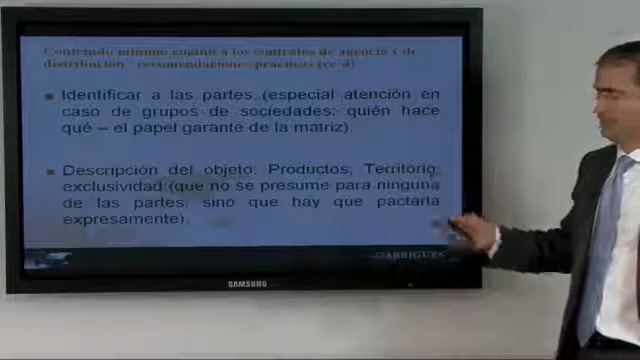 Contenido mínimo común a los contratos de agencia y de
distribución - recomendaciones prácticas (cc-d)
Identificar a las partes (especial atención en
caso de grupos de sociedades: quién hace
qué – el papel garante de la matriz).
Descripción del objeto: Productos; Territorio;
exclusividad (que no se presume para ninguna
de las partes, sino que hay que pactarla
expresamente).
GARRIGUES
SAMSUNG